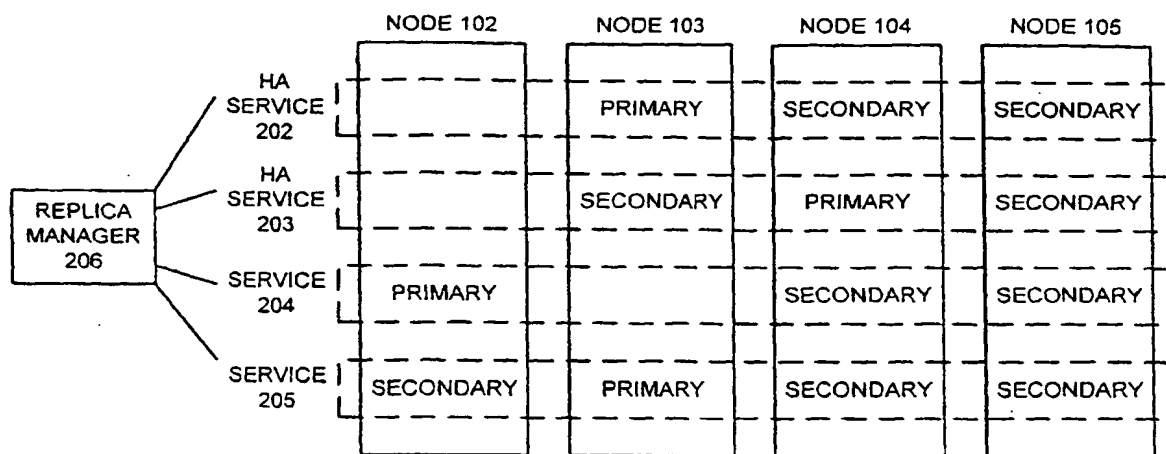 NODE 102 NODE 103 NODE 104 NODE 105
HA
SERVICE
202
PRIMARY SECONDARY SECONDARY
HA
SERVICE
203
SECONDARY PRIMARY SECONDARY
REPLICA
MANAGER
206
SERVICE
204
PRIMARY SECONDARY SECONDARY
SERVICE
205
SECONDARY PRIMARY SECONDARY SECONDARY